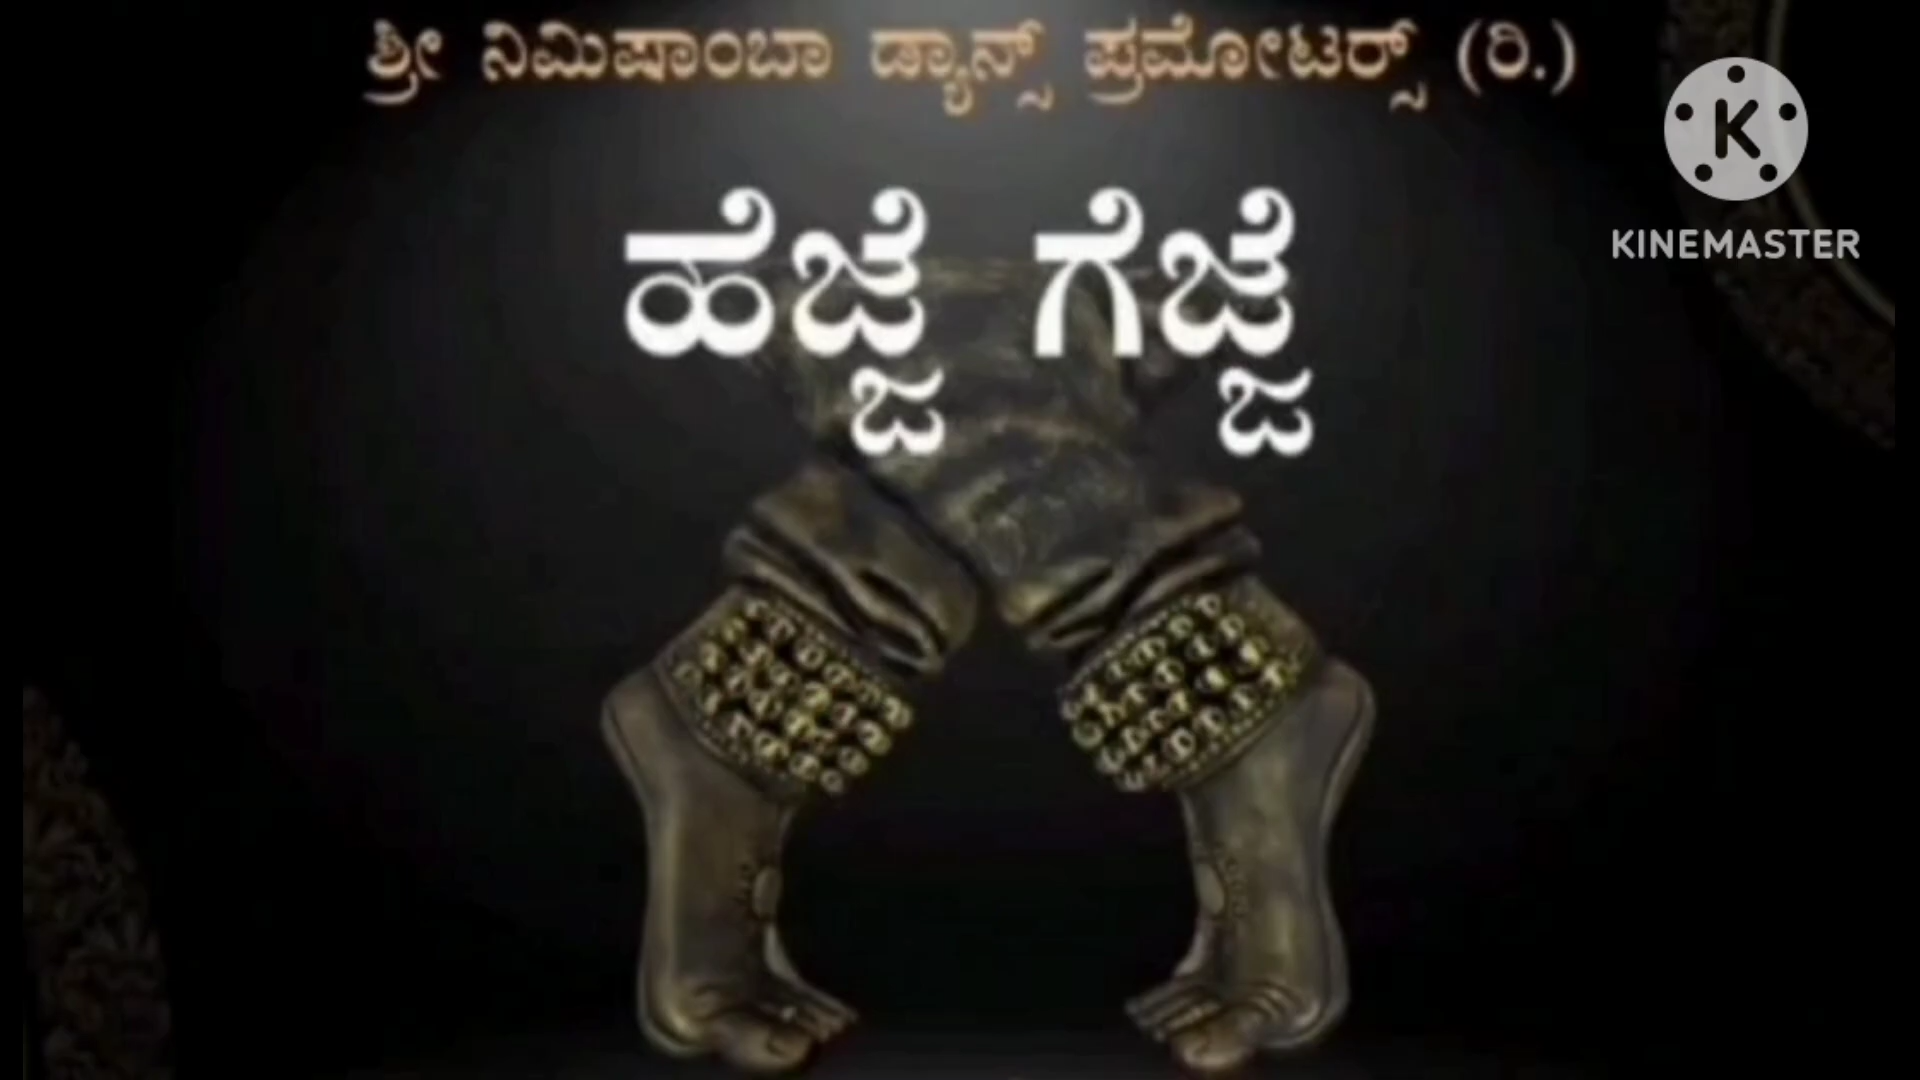 ಶ್ರೀ ನಿಮಿಷಾಂಬಾ ಡ್ಯಾನ್ಸ್ ಪ್ರಮೋಟರ್ಸ್ (ರಿ.)
K
KINEMASTER
ಹೆಜ್ಜೆ ಗೆಜ್ಜೆ